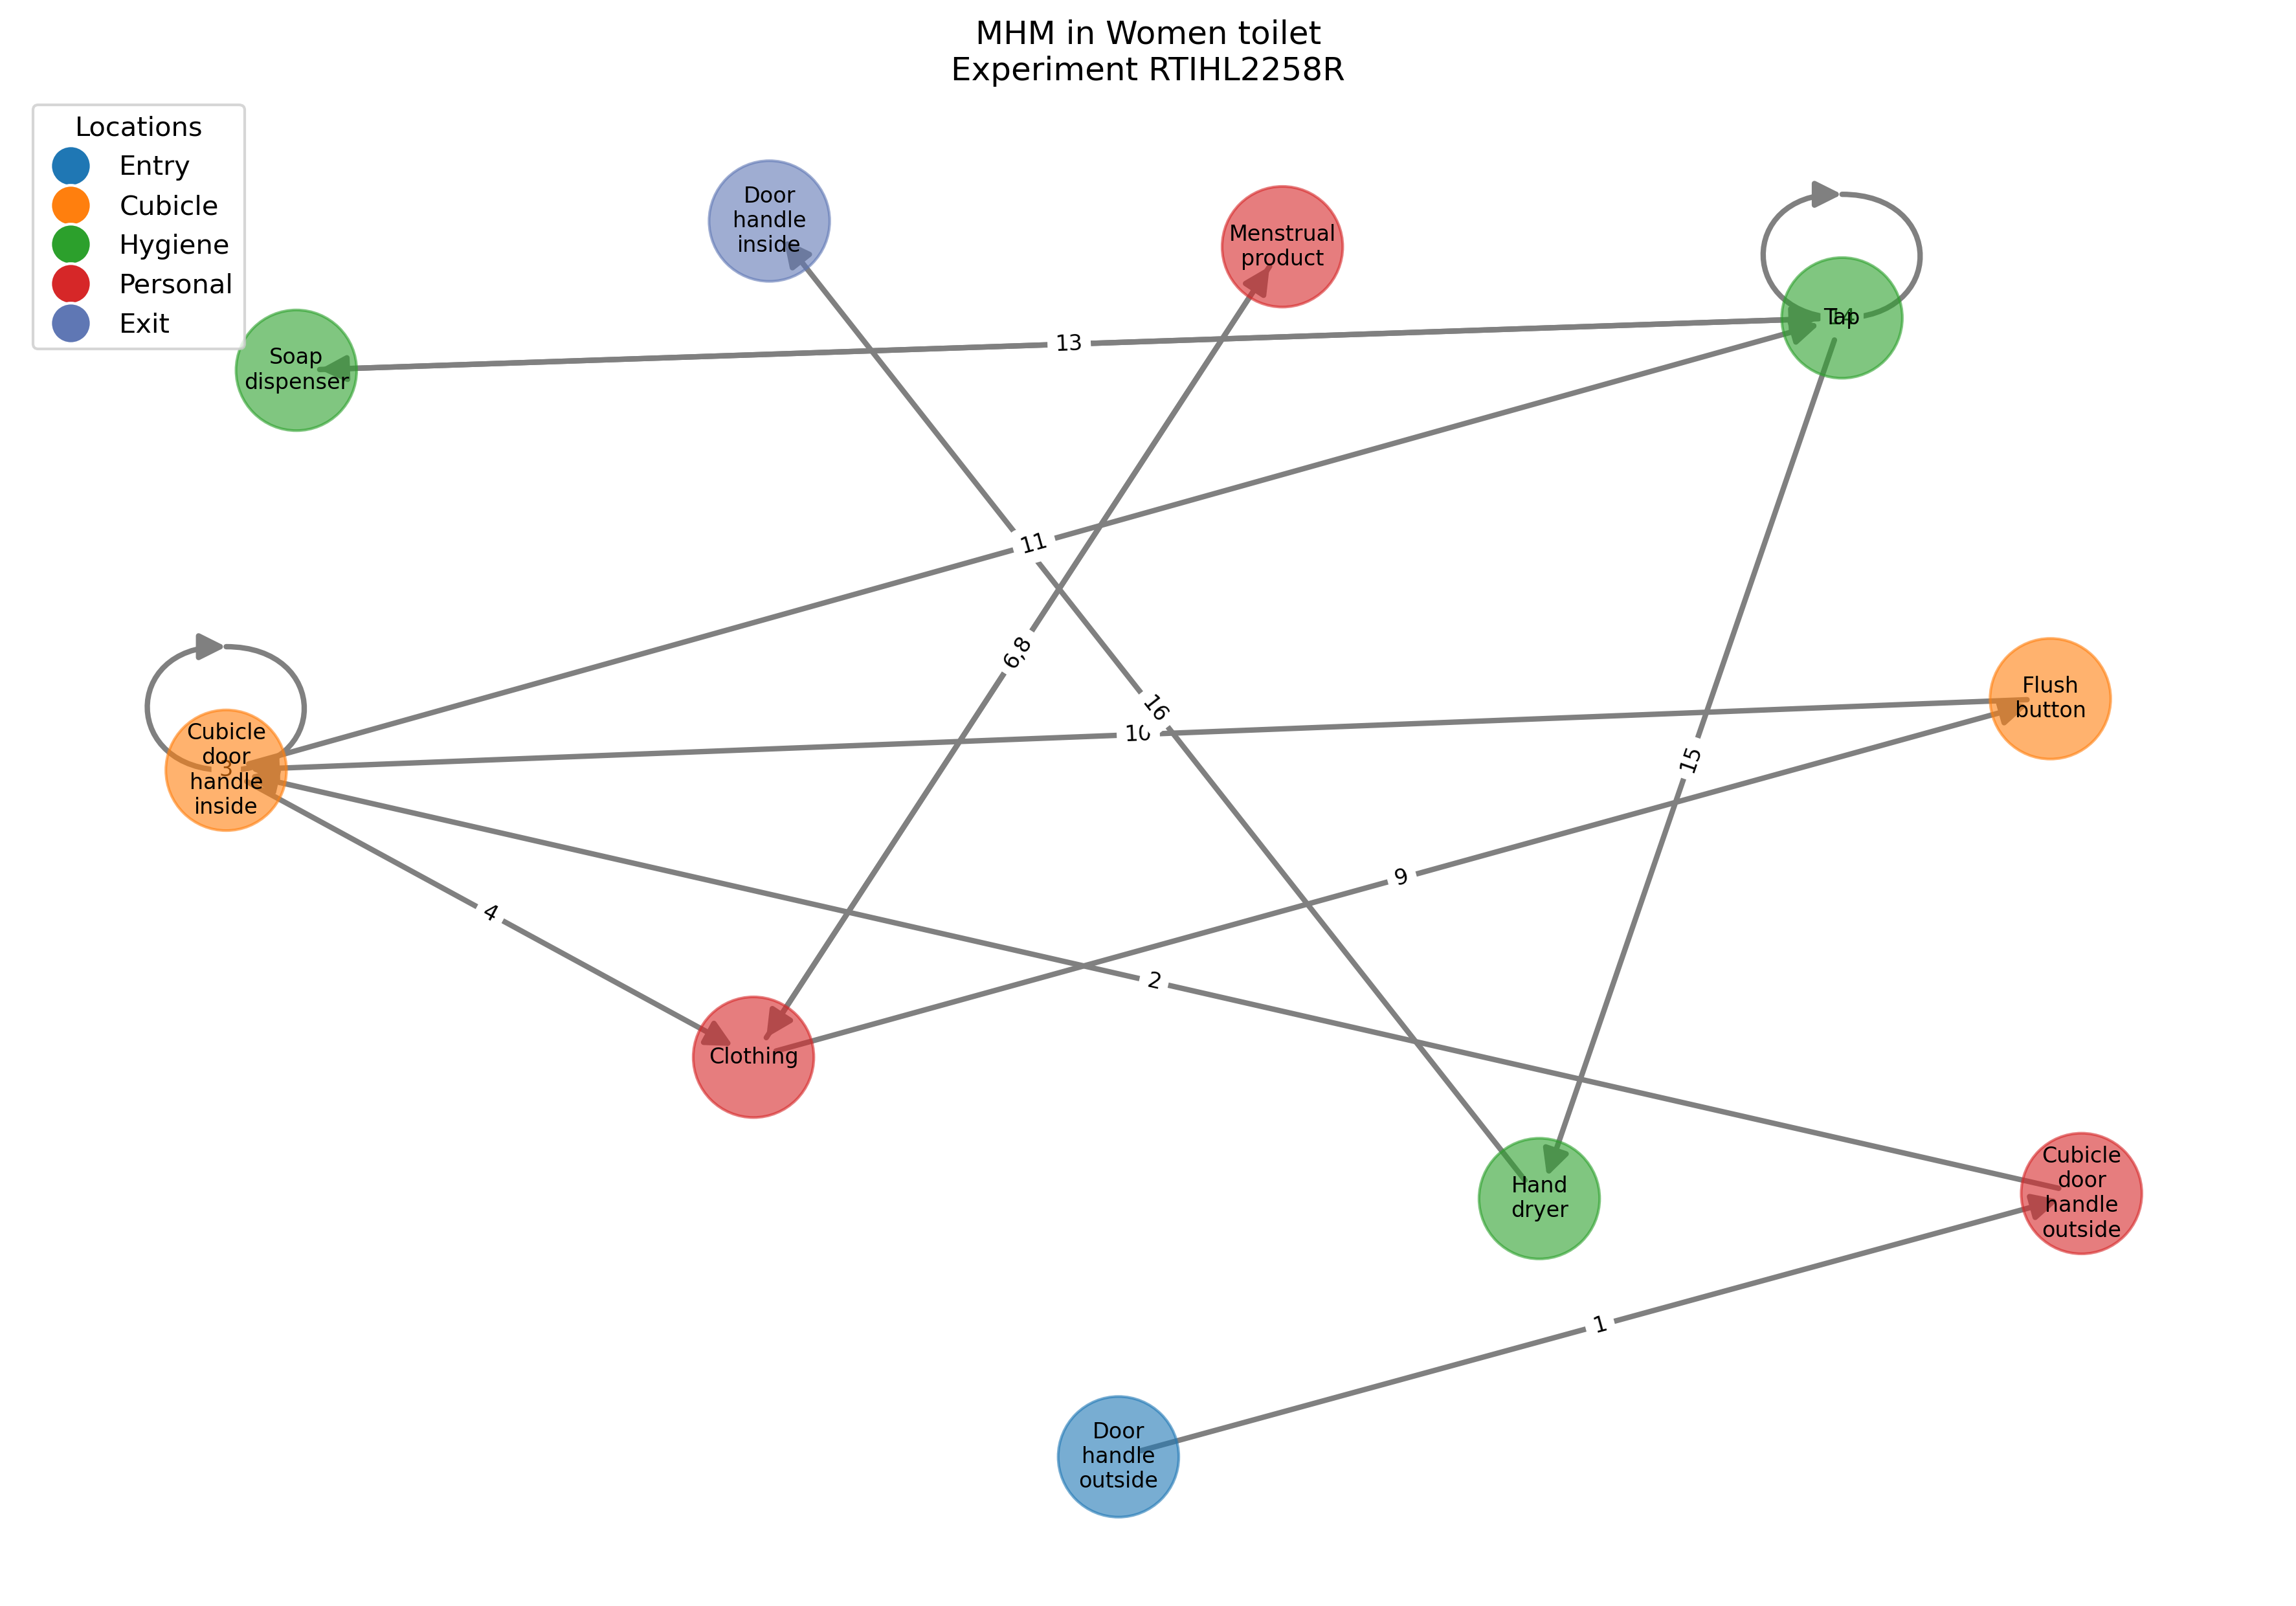 MHM in Women toilet
Experiment RTIHL2258R
Locations
Entry
Cubicle
Hygiene
Personal
Exit
Door
handle
inside
Menstrual
product
Tap
Soap
dispenser
13
11
6,8
16
10
15
Flush
button
Cubicle
door
handle
inside
3
4
9
2
Clothing
Hand
dryer
Cubicle
door
handle
outside
1
Door
handle
outside